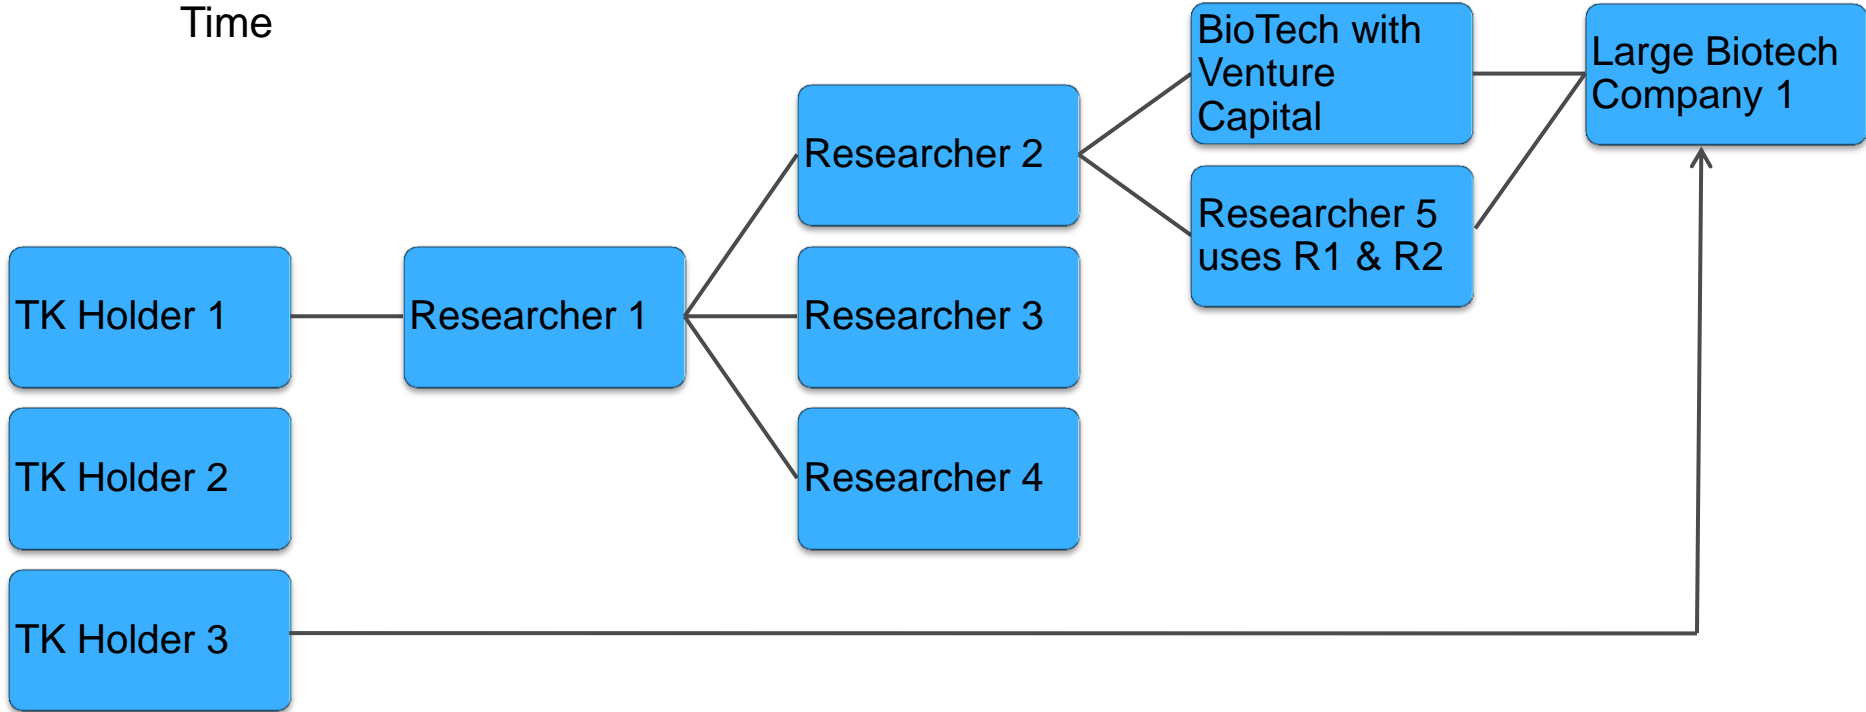 Time
BioTech with
Venture
Capital
Large Biotech
Company 1
Researcher 2
Researcher 5
uses R1 & R2
TK Holder 1
Researcher 1
Researcher 3
TK Holder 2
Researcher 4
TK Holder 3